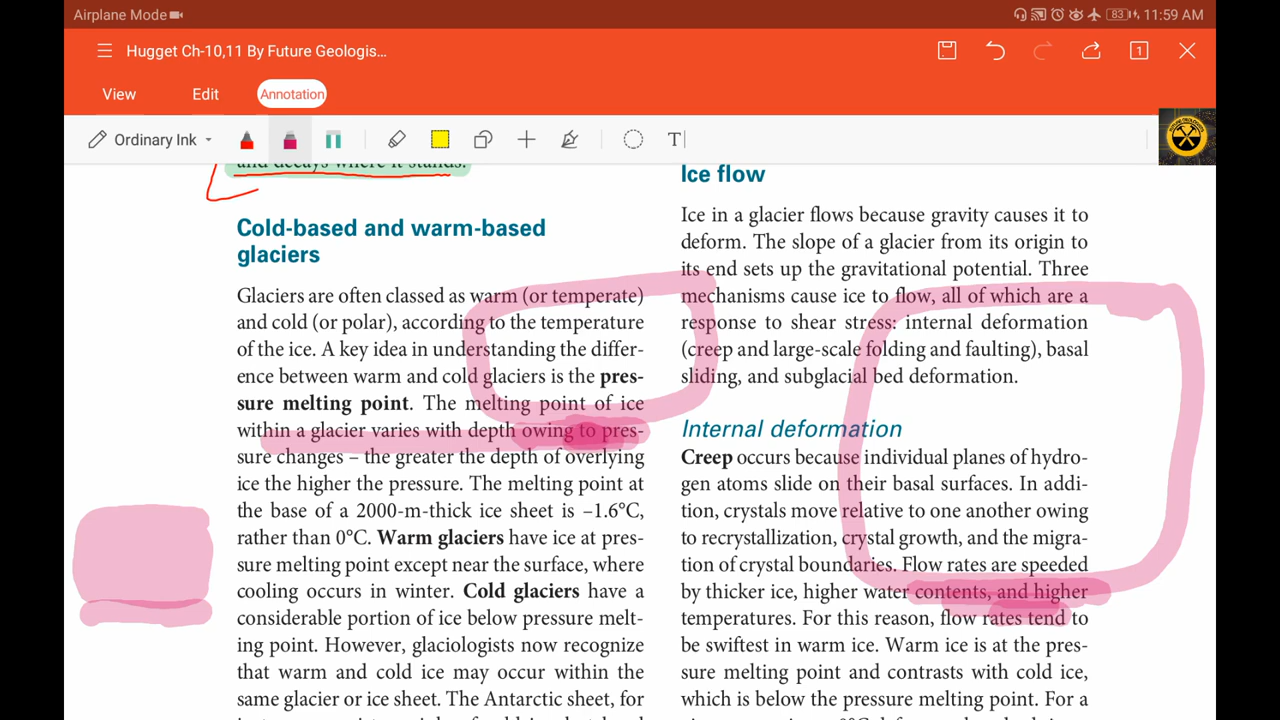 Airplane Mode
83
11:59 AM
Hugget Ch-10,11 By Future Geologis...
1
View Edit Annotation
Ordinary Ink
T
and decays where it stands.
Cold-based and warm-based
glaciers
Glaciers are often classed as warm (or temperate)
and cold (or polar), according to the temperature
of the ice. A key idea in understanding the differ-
ence between warm and cold glaciers is the pres-
sure melting point. The melting point of ice
within a glacier varies with depth owing to pres-
sure changes – the greater the depth of overlying
ice the higher the pressure. The melting point at
the base of a 2000-m-thick ice sheet is –1.6°C,
rather than 0°C. Warm glaciers have ice at pres-
sure melting point except near the surface, where
cooling occurs in winter. Cold glaciers have a
considerable portion of ice below pressure melt-
ing point. However, glaciologists now recognize
that warm and cold ice may occur within the
same glacier or ice sheet. The Antarctic sheet, for
Ice flow
Ice in a glacier flows because gravity causes it to
deform. The slope of a glacier from its origin to
its end sets up the gravitational potential. Three
mechanisms cause ice to flow, all of which are a
response to shear stress: internal deformation
(creep and large-scale folding and faulting), basal
sliding, and subglacial bed deformation.
Internal deformation
Creep occurs because individual planes of hydro-
gen atoms slide on their basal surfaces. In addi-
tion, crystals move relative to one another owing
to recrystallization, crystal growth, and the migra-
tion of crystal boundaries. Flow rates are speeded
by thicker ice, higher water contents, and higher
temperatures. For this reason, flow rates tend to
be swiftest in warm ice. Warm ice is at the pres-
sure melting point and contrasts with cold ice,
which is below the pressure melting point. For a